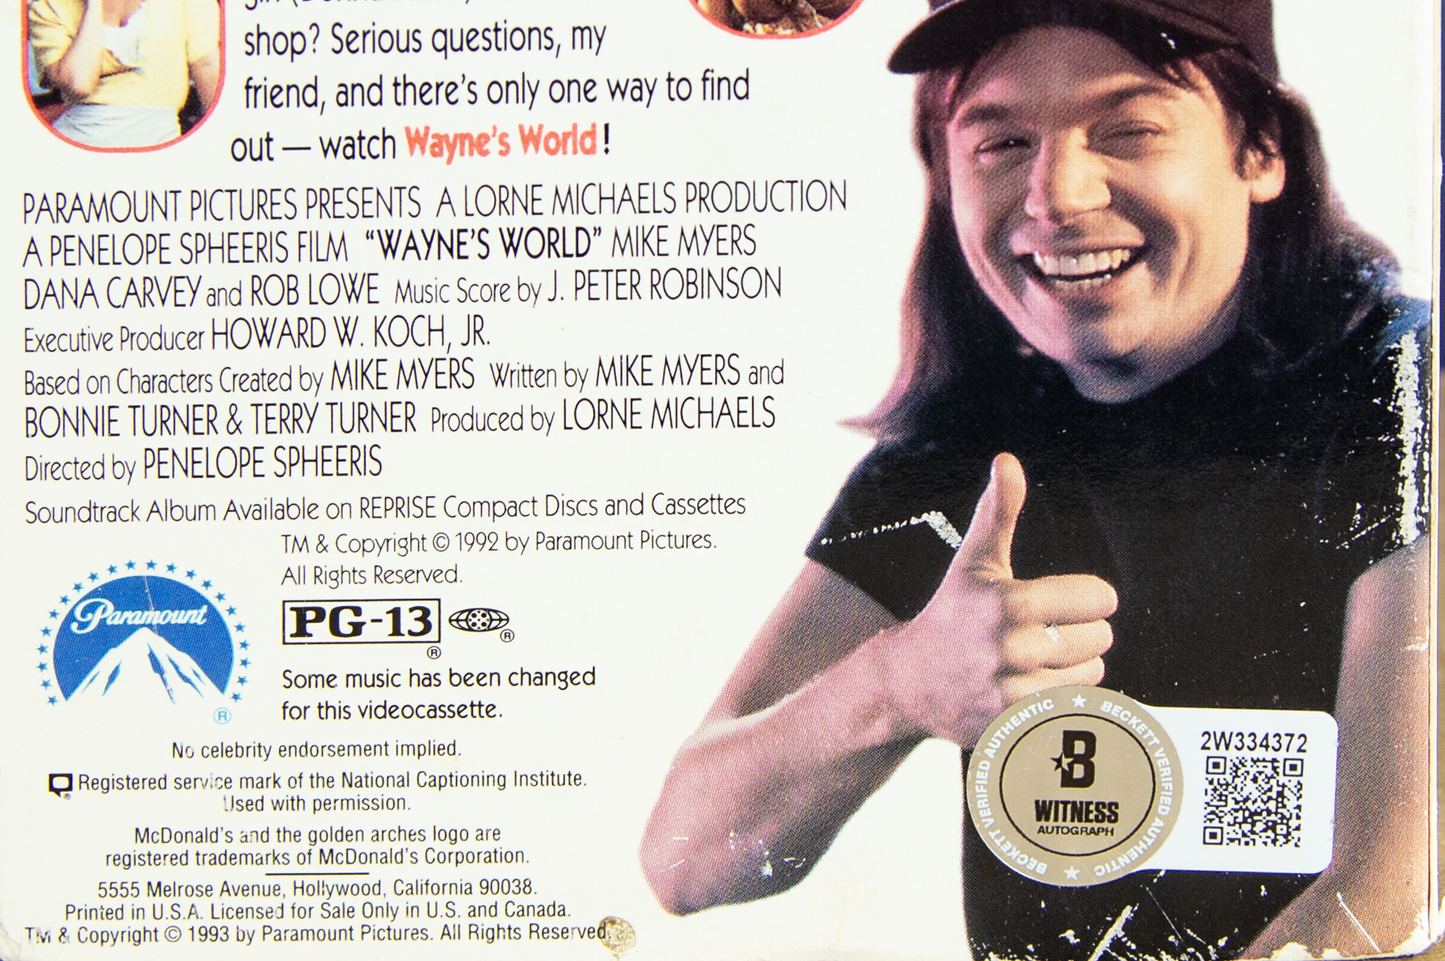 shop? Serious questions, my
friend, and there's only one way to find
out — watch Wayne's World!
PARAMOUNT PICTURES PRESENTS A LORNE MICHAELS PRODUCTION
A PENELOPE SPHEERIS FILM "WAYNE'S WORLD" MIKE MYERS
DANA CARVEY and ROB LOWE Music Score by J. PETER ROBINSON
Executive Producer HOWARD W. KOCH, JR.
Based on Characters Created by MIKE MYERS Written by MIKE MYERS and
BONNIE TURNER & TERRY TURNER Produced by LORNE MICHAELS
Directed by PENELOPE SPHEERIS
Soundtrack Album Available on REPRISE Compact Discs and Cassettes
TM & Copyright © 1992 by Paramount Pictures.
All Rights Reserved.
Paramount
®
PG-13
®
®
Some music has been changed
for this videocassette.
No celebrity endorsement implied.
Registered service mark of the National Captioning Institute.
Used with permission.
McDonald's and the golden arches logo are
registered trademarks of McDonald's Corporation.
5555 Melrose Avenue, Hollywood, California 90038.
Printed in U.S.A. Licensed for Sale Only in U.S. and Canada.
TM & Copyright © 1993 by Paramount Pictures. All Rights Reserved.
BECKETT VERIFIED AUTHENTIC ★ BECKETT VERIFIED AUTHENTIC ★
B
WITNESS
AUTOGRAPH
2W334372